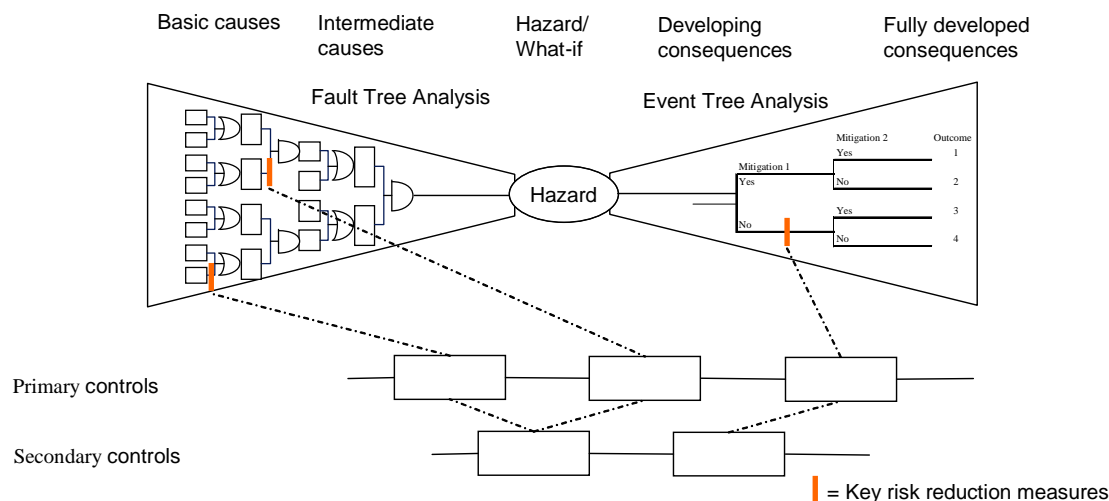 Basic causes
Intermediate
causes
Hazard/
What-if
Developing
consequences
Fully developed
consequences
Fault Tree Analysis
Event Tree Analysis
Mitigation 2
Outcome
Yes
1
Mitigation 1
Yes
No
2
Hazard
Yes
3
No
No
4
Primary controls
Secondary controls
= Key risk reduction measures